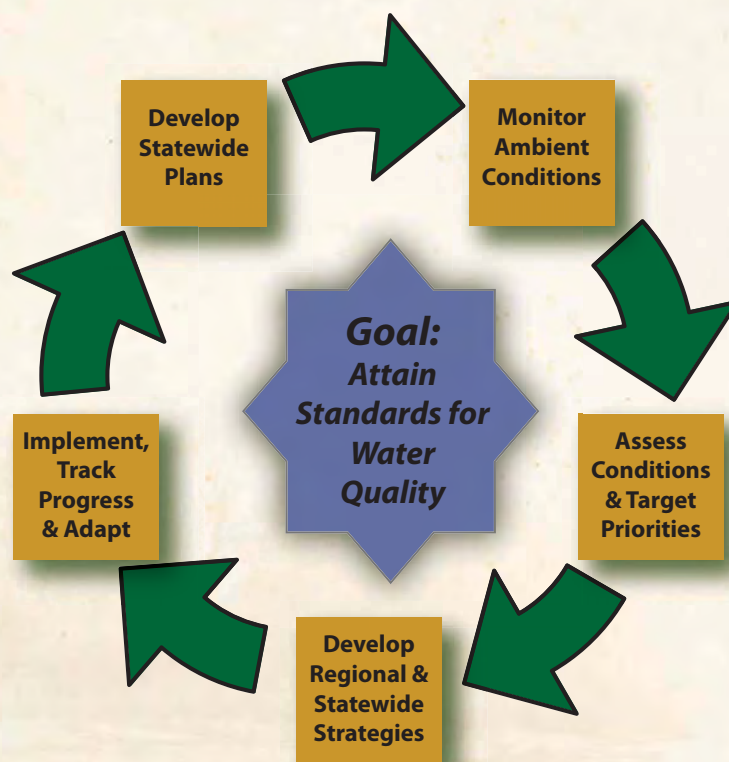 Develop
Statewide
Plans
Monitor
Ambient
Conditions
Goal:
Attain
Standards for
Water
Quality
Implement,
Track
Progress
& Adapt
Assess
Conditions
& Target
Priorities
Develop
Regional &
Statewide
Strategies